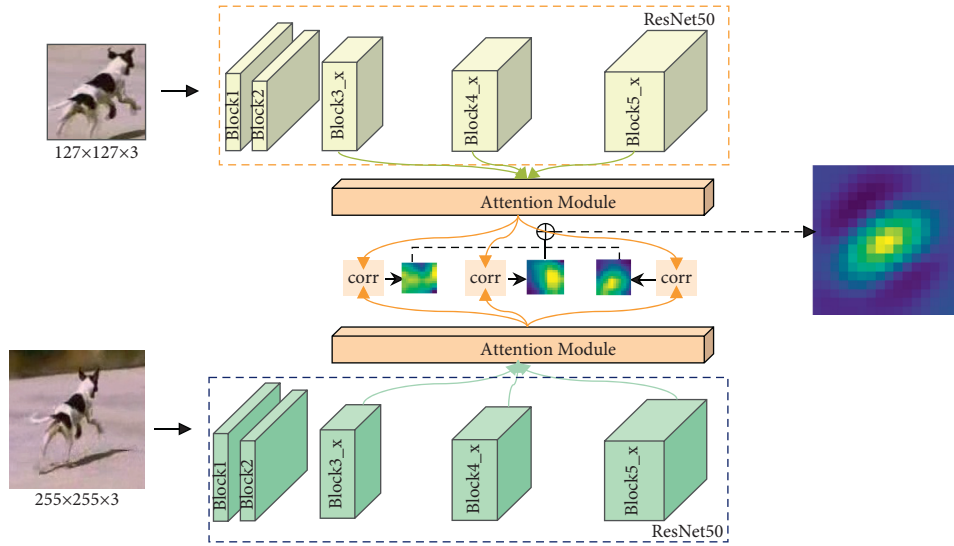 ResNet50
Block1
Block2
Block3_x
Block4_x
Block5_x
127×127×3
Attention Module
corr
corr
corr
Attention Module
255×255×3
Block1
Block2
Block3_x
Block4_x
Block5_x
ResNet50